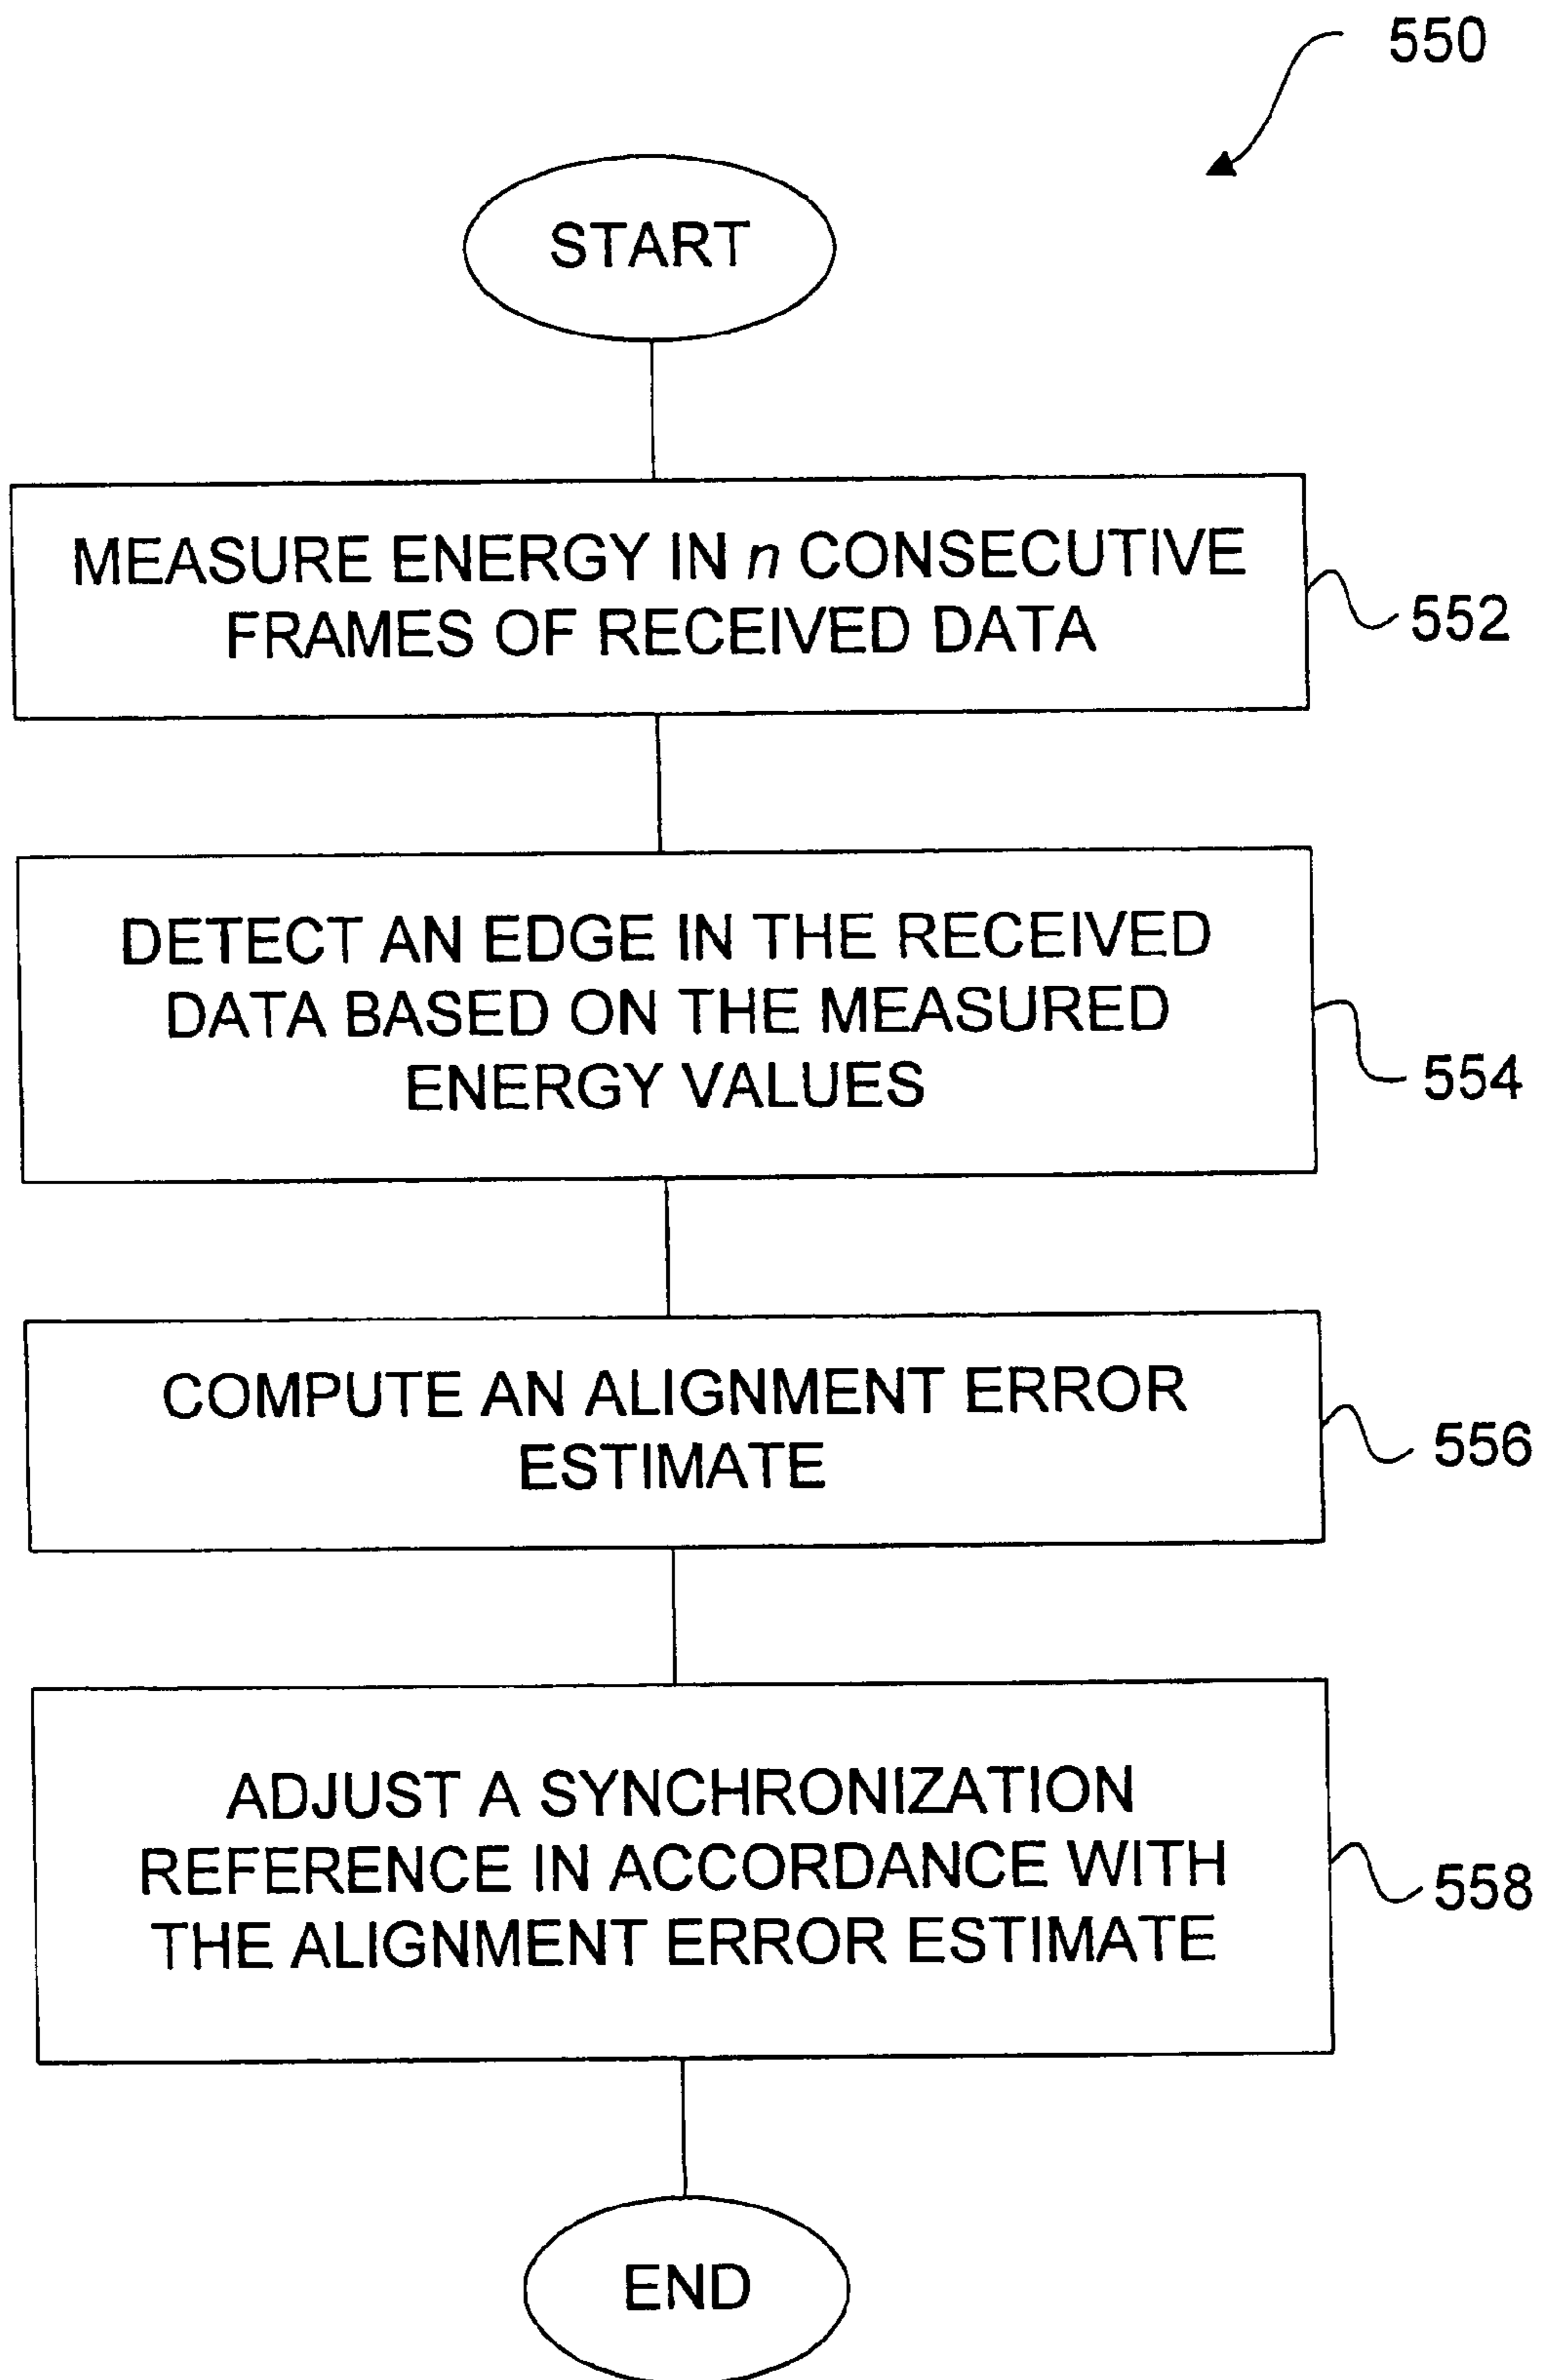 550
START
MEASURE ENERGY IN n CONSECUTIVE
FRAMES OF RECEIVED DATA
552
DETECT AN EDGE IN THE RECEIVED
DATA BASED ON THE MEASURED
ENERGY VALUES
554
COMPUTE AN ALIGNMENT ERROR
ESTIMATE
556
ADJUST A SYNCHRONIZATION
REFERENCE IN ACCORDANCE WITH
THE ALIGNMENT ERROR ESTIMATE
558
END